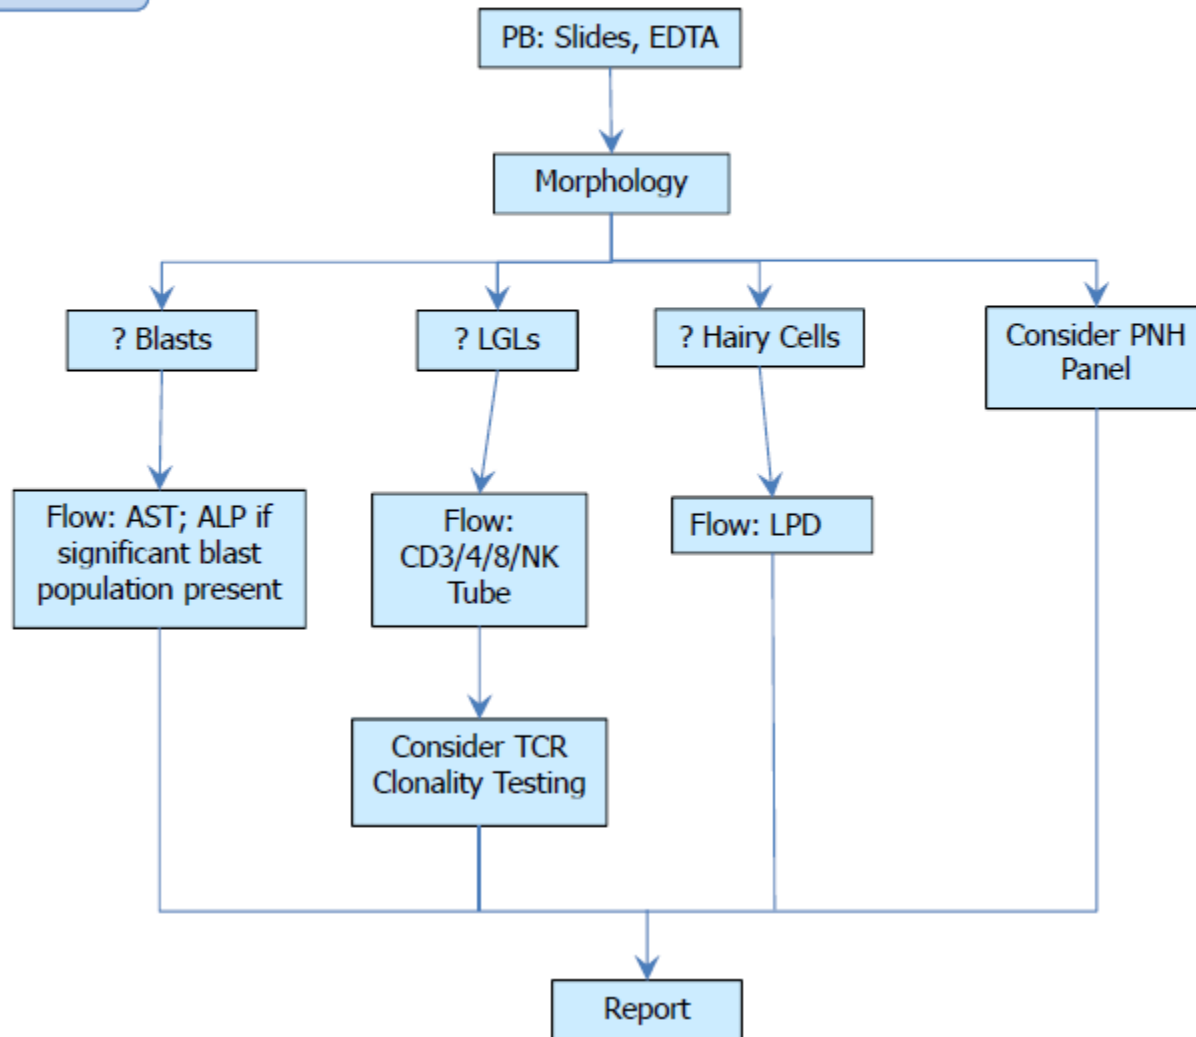 PB: Slides, EDTA
Morphology
? Blasts
? LGLs
? Hairy Cells
Consider PNH
Panel
Flow: AST; ALP if
significant blast
population present
Flow:
CD3/4/8/NK
Tube
Flow: LPD
Consider TCR
Clonality Testing
Report